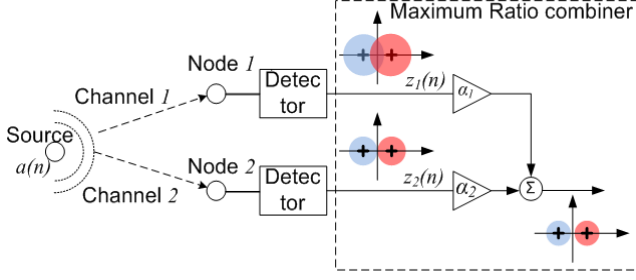 Maximum Ratio combiner
Node 1
Detec
tor
z1(n)
α1
Channel 1
Source
a(n)
Node 2
Detec
tor
z2(n)
α2
Σ
Channel 2